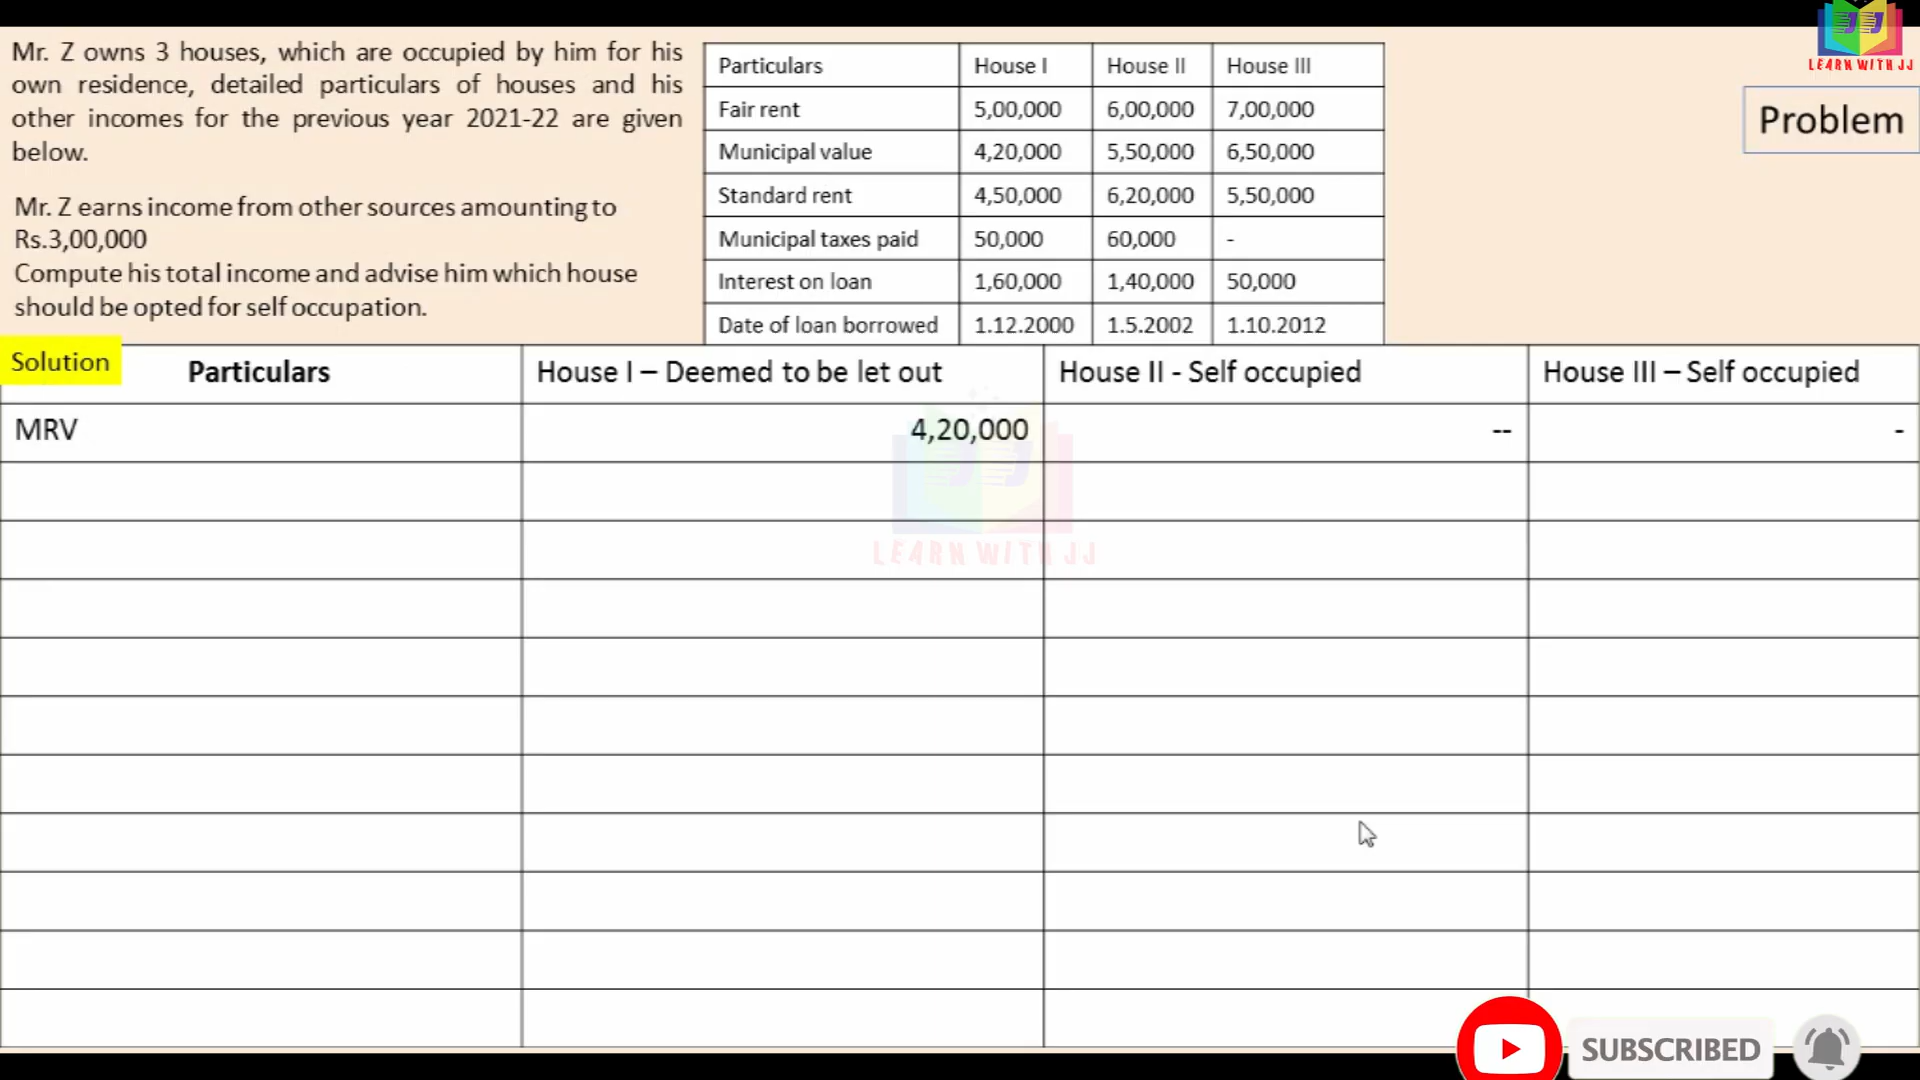 Mr. Z owns 3 houses, which are occupied by him for his
own residence, detailed particulars of houses and his
other incomes for the previous year 2021-22 are given
below.
Mr. Z earns income from other sources amounting to
Rs.3,00,000
Compute his total income and advise him which house
should be opted for self occupation.
Particulars House I House II House III
Fair rent 5,00,000 6,00,000 7,00,000
Municipal value 4,20,000 5,50,000 6,50,000
Standard rent 4,50,000 6,20,000 5,50,000
Municipal taxes paid 50,000 60,000 -
Interest on loan 1,60,000 1,40,000 50,000
Date of loan borrowed 1.12.2000 1.5.2002 1.10.2012
LEARN WITH JJ
Problem
Solution
Particulars House I – Deemed to be let out House II - Self occupied House III – Self occupied
MRV 4,20,000 -- -
LEARN WITH JJ
SUBSCRIBED